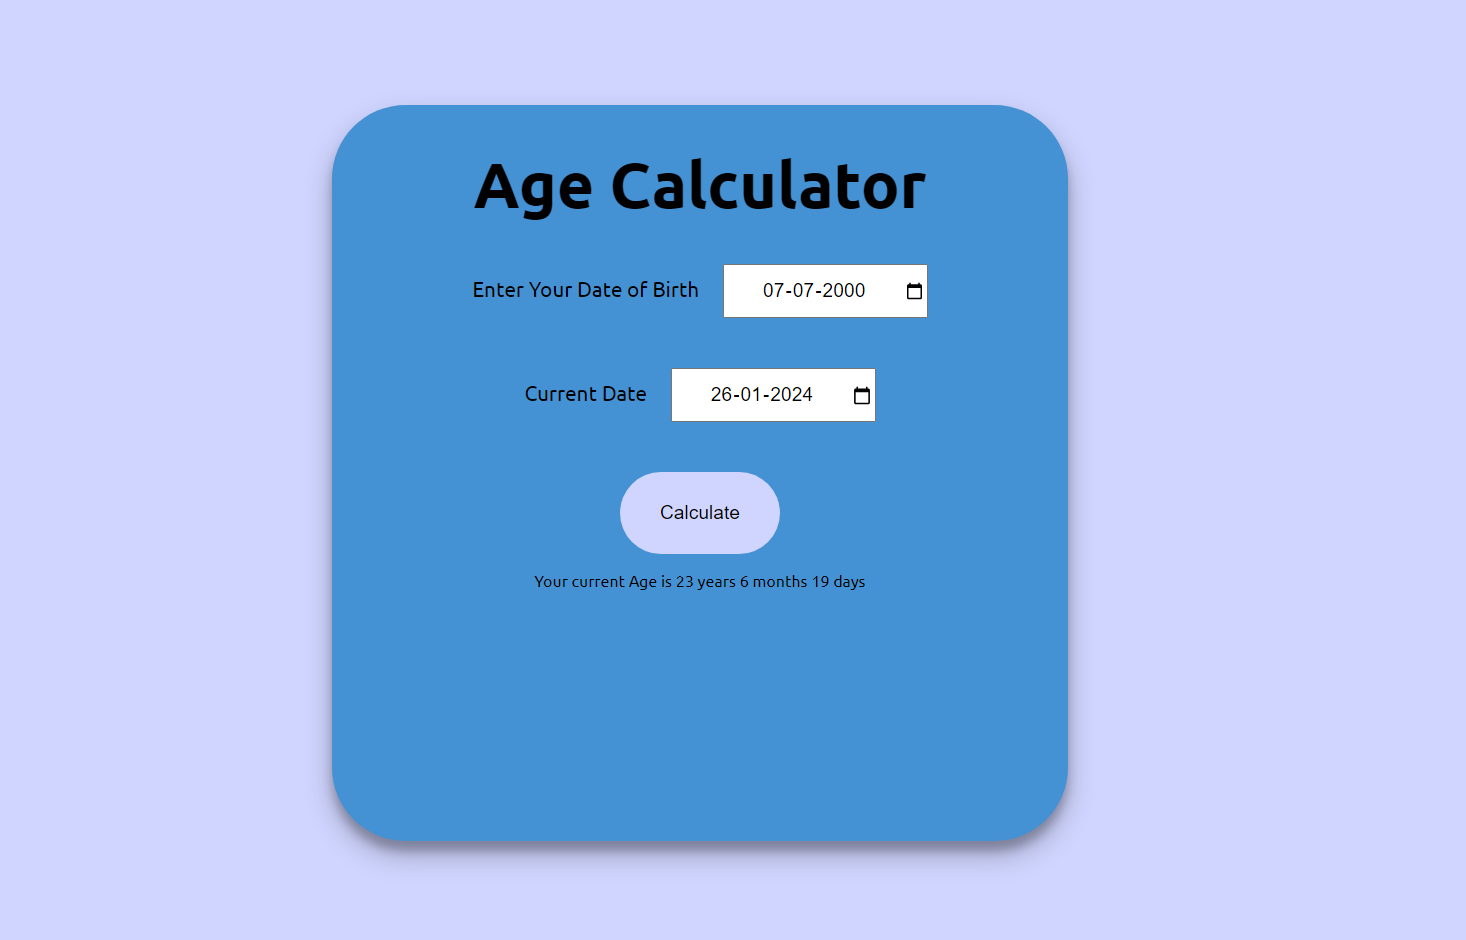 Age Calculator
Enter Your Date of Birth 07-07-2000
Current Date 26-01-2024
Calculate
Your current Age is 23 years 6 months 19 days